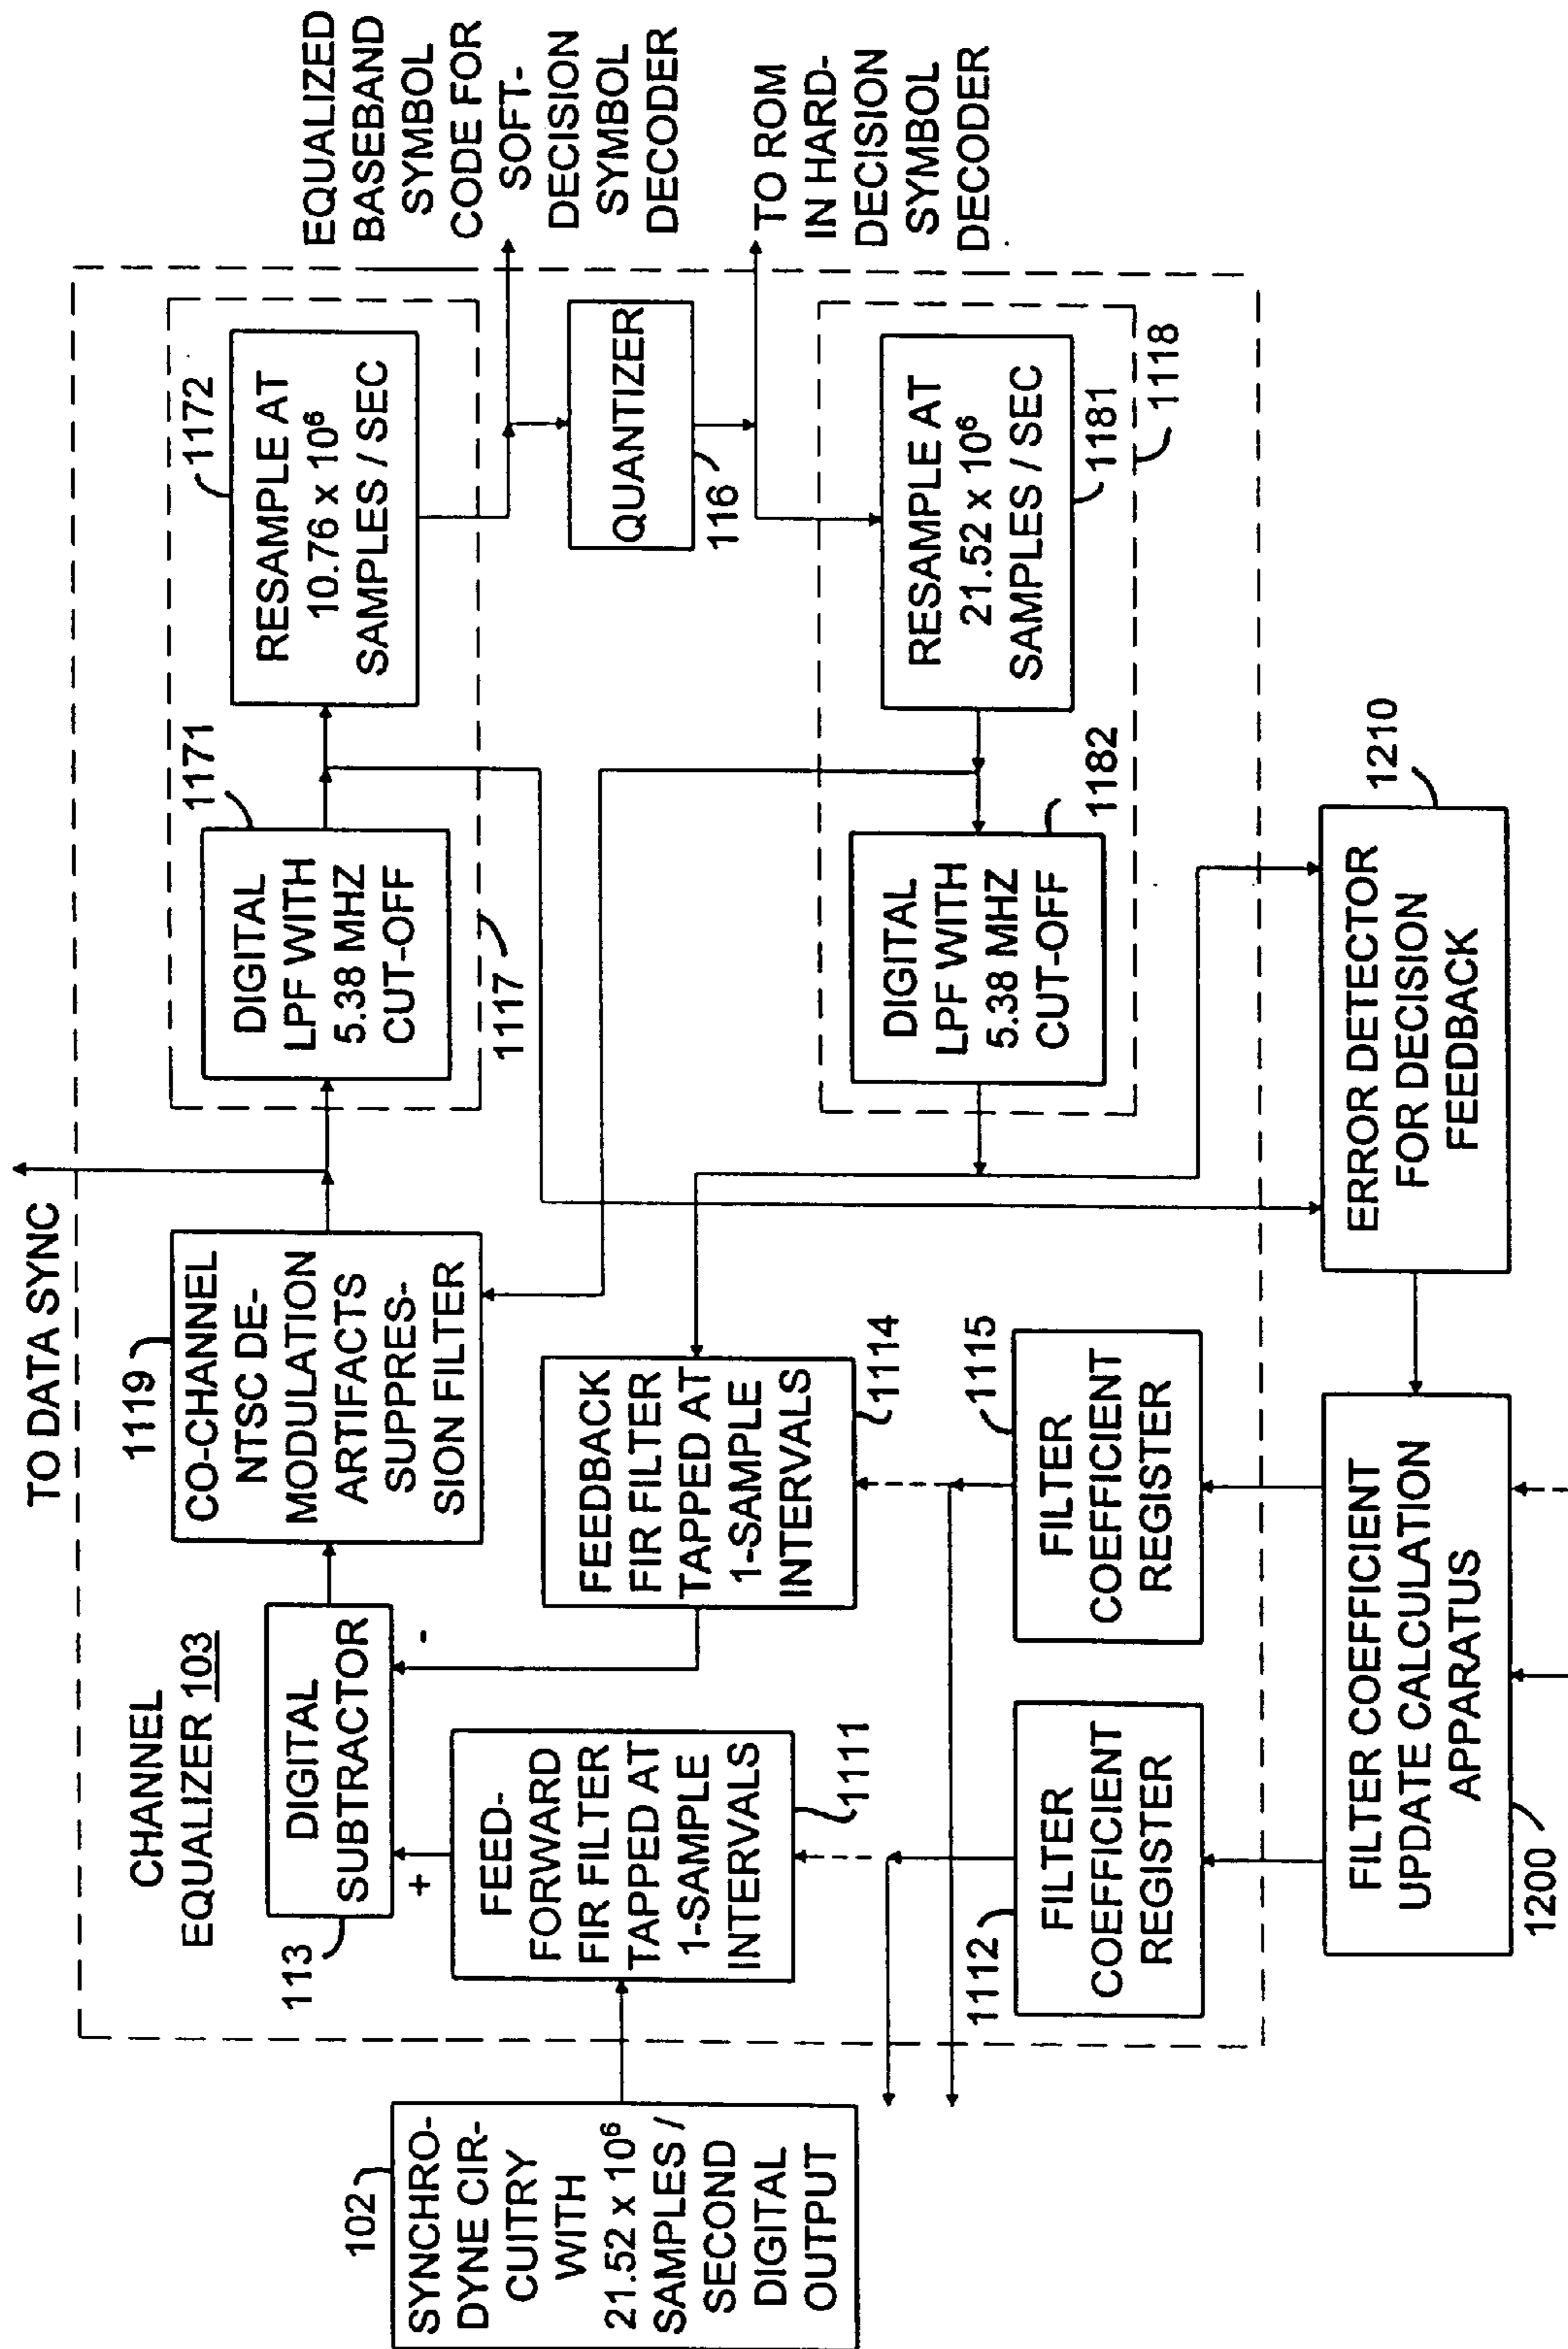 TO DATA SYNC
CHANNEL
EQUALIZER 103
102
SYNCHRO-
DYNE CIR-
CUITRY
WITH
21.52 x 10⁶
SAMPLES /
SECOND
DIGITAL
OUTPUT
113
DIGITAL
SUBTRACTOR
+
-
FEED-
FORWARD
FIR FILTER
TAPPED AT
1-SAMPLE
INTERVALS
1111
1112
FILTER
COEFFICIENT
REGISTER
1119
CO-CHANNEL
NTSC DE-
MODULATION
ARTIFACTS
SUPPRES-
SION FILTER
FEEDBACK
FIR FILTER
TAPPED AT
1-SAMPLE
INTERVALS
1114
1115
FILTER
COEFFICIENT
REGISTER
1171
DIGITAL
LPF WITH
5.38 MHZ
CUT-OFF
1117
1172
RESAMPLE AT
10.76 x 10⁶
SAMPLES / SEC
EQUALIZED
BASEBAND
SYMBOL
CODE FOR
SOFT-
DECISION
SYMBOL
DECODER
QUANTIZER
116
TO ROM
IN HARD-
DECISION
SYMBOL
DECODER
RESAMPLE AT
21.52 x 10⁶
SAMPLES / SEC
1181
1118
1182
DIGITAL
LPF WITH
5.38 MHZ
CUT-OFF
1210
ERROR DETECTOR
FOR DECISION
FEEDBACK
FILTER COEFFICIENT
UPDATE CALCULATION
APPARATUS
1200